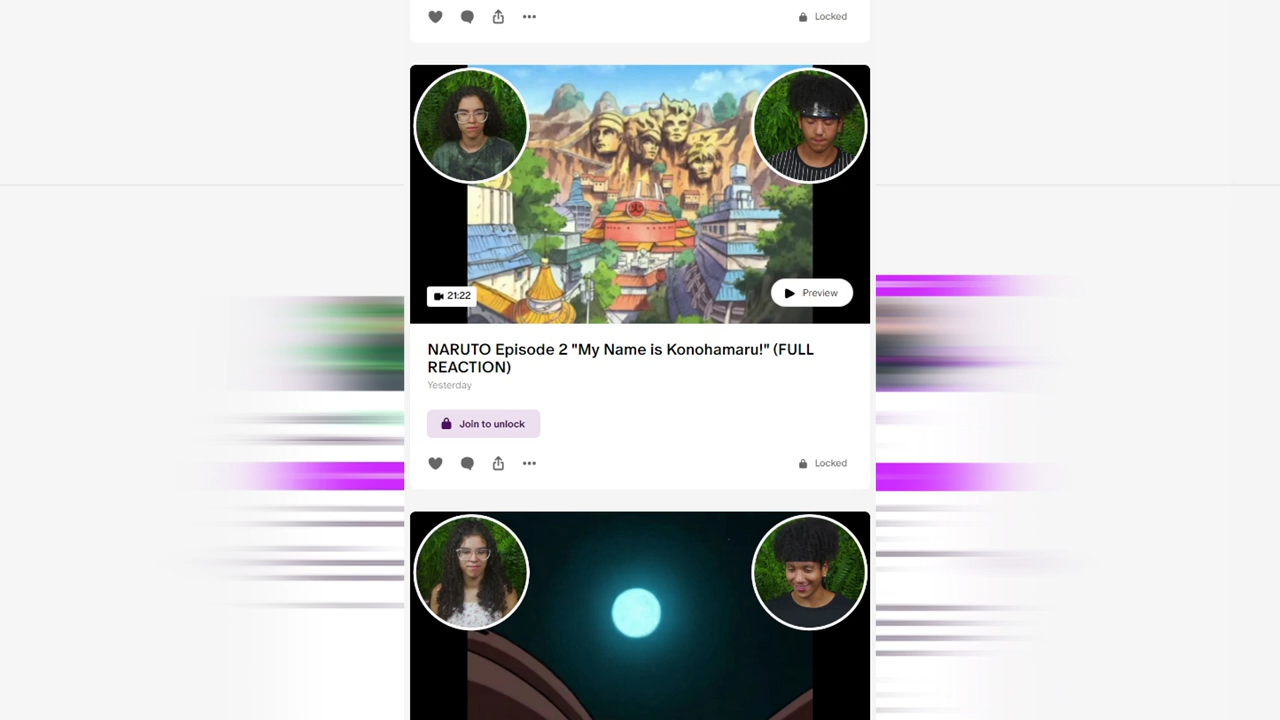 Locked
21:22
Preview
NARUTO Episode 2 "My Name is Konohamaru!" (FULL
REACTION)
Yesterday
Join to unlock
Locked